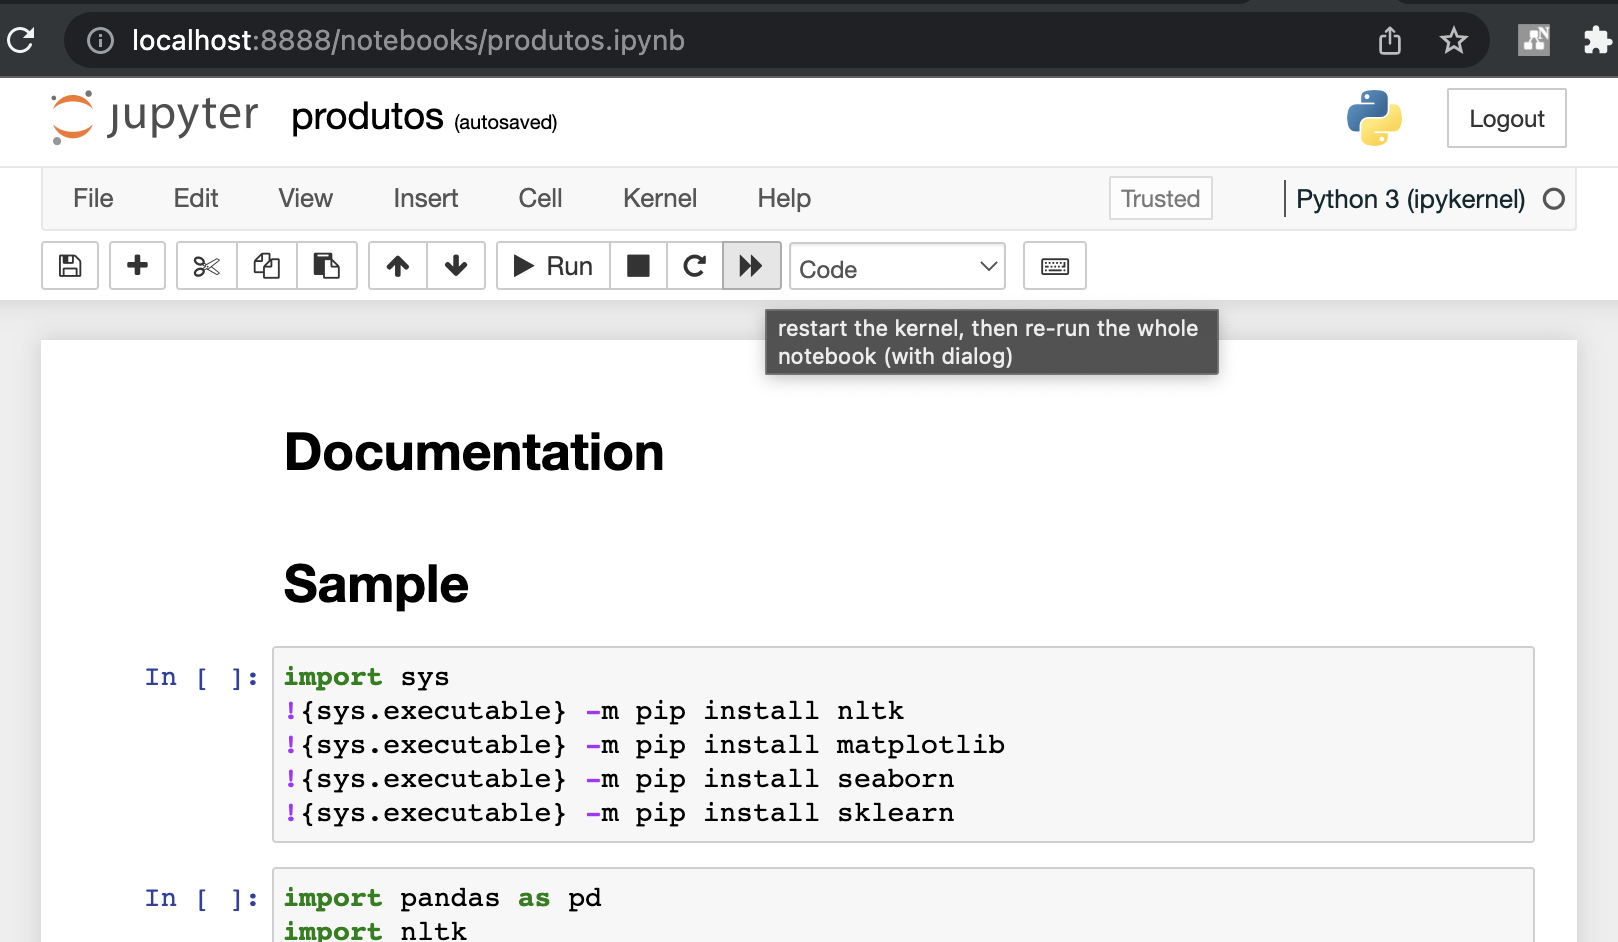 localhost:8888/notebooks/produtos.ipynb
N
jupyter produtos (autosaved)
Logout
File Edit View Insert Cell Kernel Help Trusted Python 3 (ipykernel)
Run Code
restart the kernel, then re-run the whole
notebook (with dialog)
Documentation
Sample
In [ ]: import sys
!{sys.executable} -m pip install nltk
!{sys.executable} -m pip install matplotlib
!{sys.executable} -m pip install seaborn
!{sys.executable} -m pip install sklearn
In [ ]: import pandas as pd
import nltk